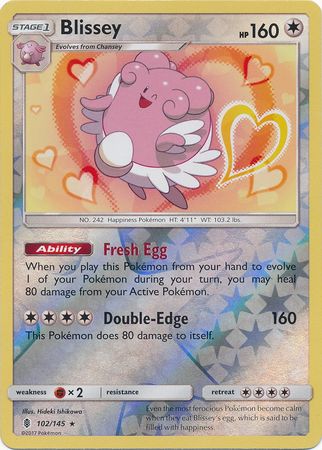 STAGE 1 Blissey HP 160
Evolves from Chansey
NO. 242 Happiness Pokémon HT: 4'11" WT: 103.2 lbs.
Ability Fresh Egg
When you play this Pokémon from your hand to evolve
1 of your Pokémon during your turn, you may heal
80 damage from your Active Pokémon.
Double-Edge 160
This Pokémon does 80 damage to itself.
weakness × 2 resistance retreat
Illus. Hideki Ishikawa
102/145 ★
©2017 Pokémon
Even the most ferocious Pokémon become calm
when they eat Blissey's egg, which is said to be
filled with happiness.